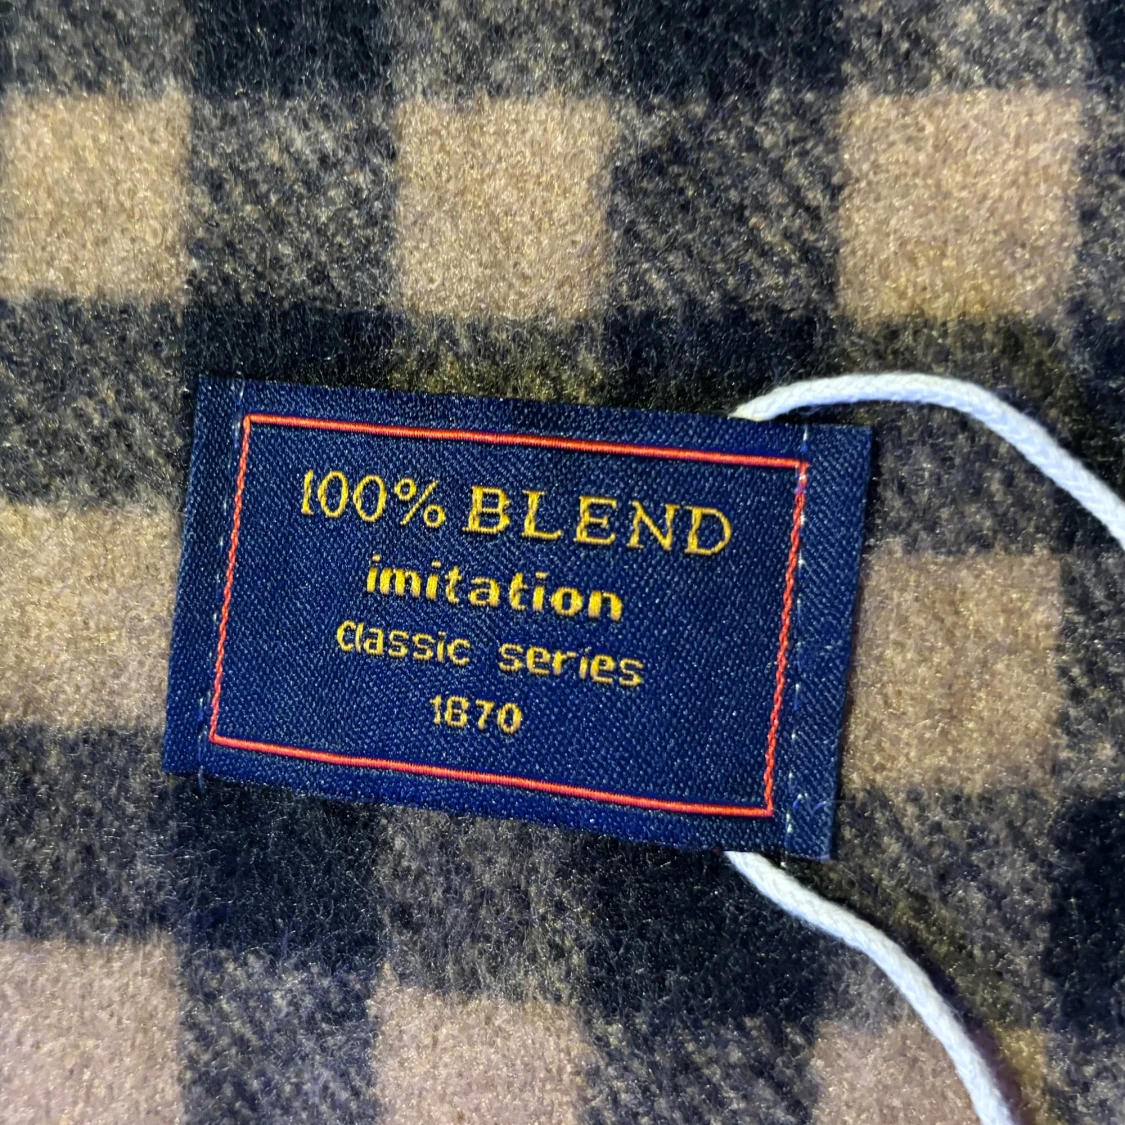 100% BLEND
imitation
classic series
1870